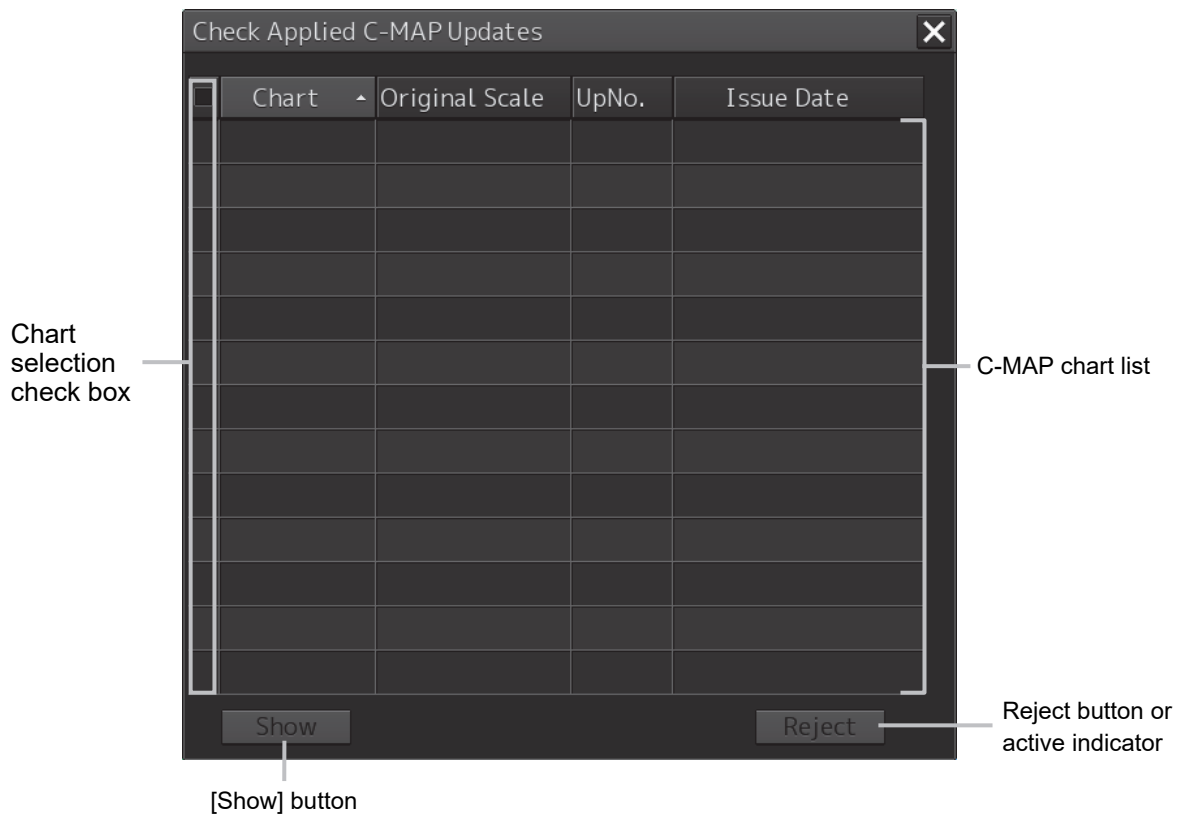 Check Applied C-MAP Updates
Chart Original Scale UpNo. Issue Date
Chart
selection
check box
C-MAP chart list
Show Reject
Reject button or
active indicator
[Show] button